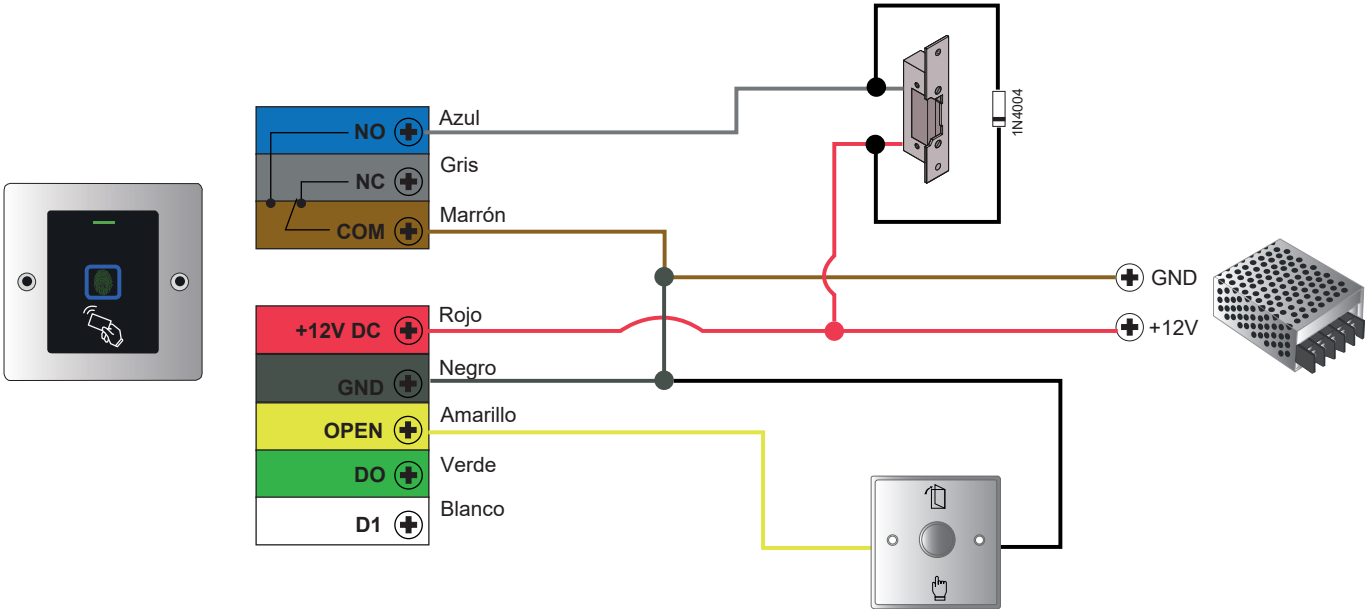 NO Azul
NC Gris
COM Marrón
1N4004
GND
+12V
+12V DC Rojo
GND Negro
OPEN Amarillo
DO Verde
D1 Blanco